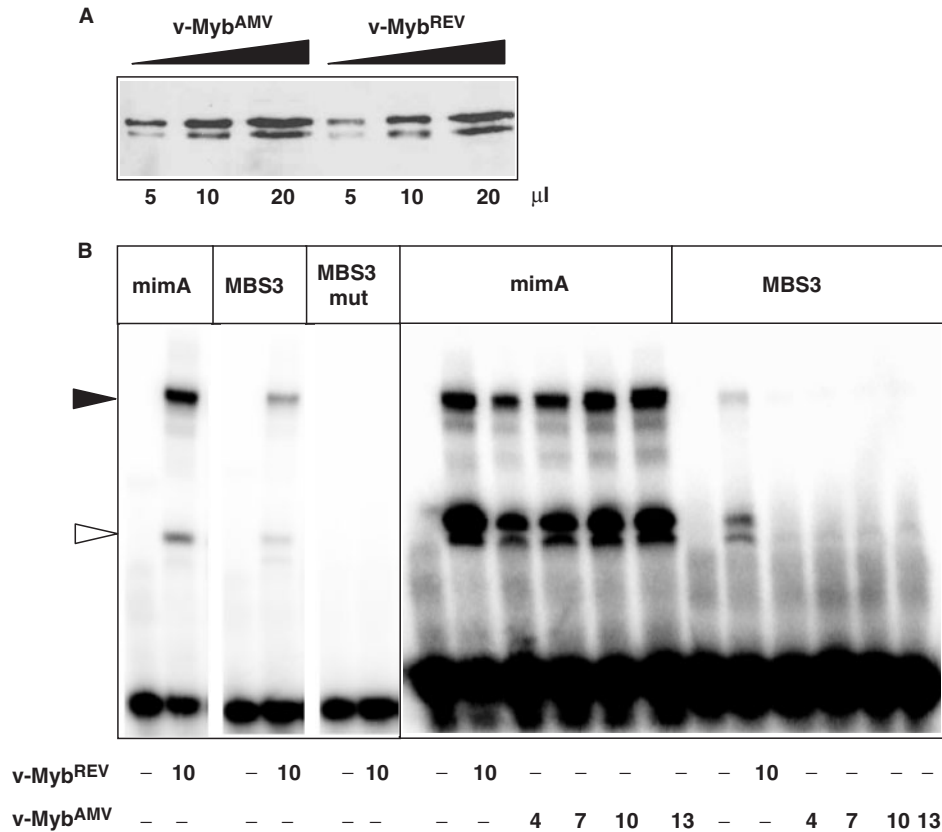 A
v-Myb^AMV v-Myb^REV
5 10 20 5 10 20 μl
B
mimA MBS3 MBS3 mut mimA MBS3
v-Myb^REV – 10 – 10 – 10 – 10 – – – – – 10 – – – –
v-Myb^AMV – – – – – – – – 4 7 10 13 – – 4 7 10 13